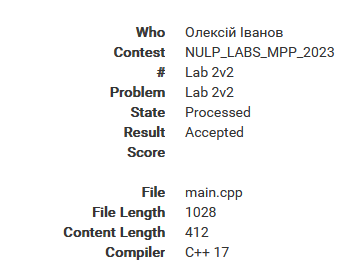 Who Олексій Іванов
Contest NULP_LABS_MPP_2023
# Lab 2v2
Problem Lab 2v2
State Processed
Result Accepted
Score
File main.cpp
File Length 1028
Content Length 412
Compiler C++ 17